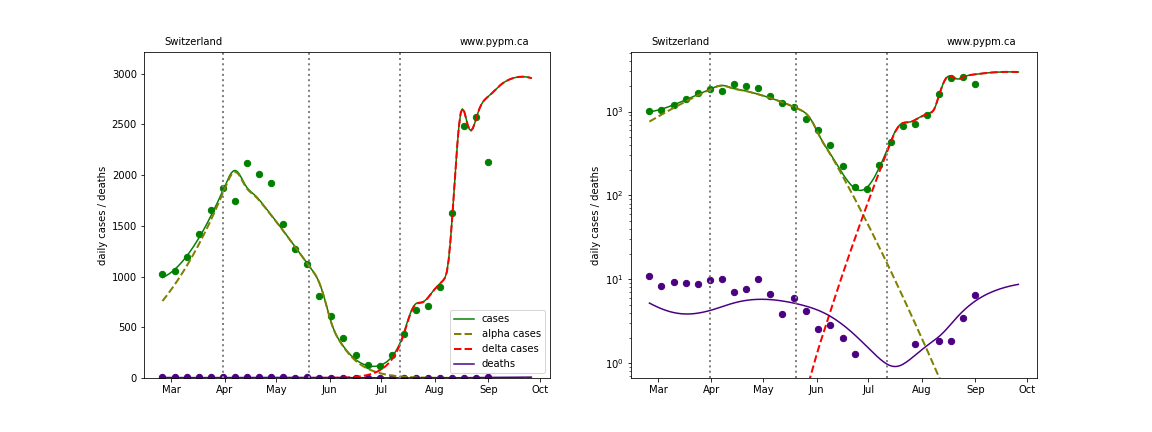 Switzerland www.pypm.ca
daily cases / deaths
3000
2500
2000
1500
1000
500
0
Mar Apr May Jun Jul Aug Sep Oct
cases
alpha cases
delta cases
deaths
Switzerland www.pypm.ca
daily cases / deaths
10³
10²
10¹
10⁰
Mar Apr May Jun Jul Aug Sep Oct